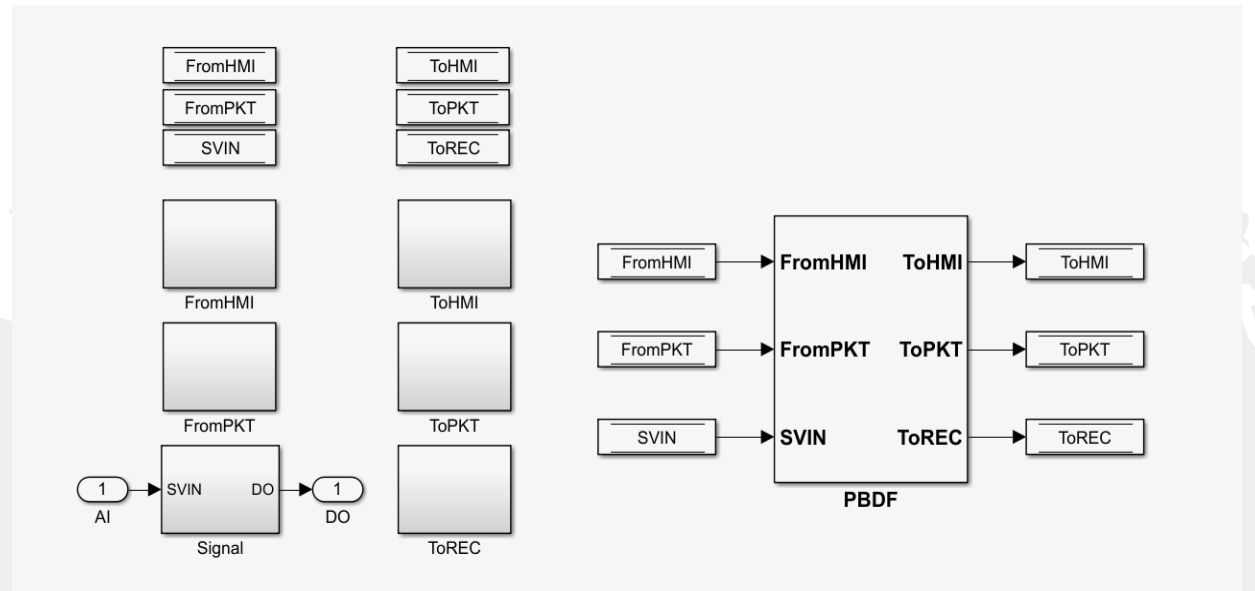 FromHMI
ToHMI
FromPKT
ToPKT
SVIN
ToREC
FromHMI
ToHMI
FromPKT
ToPKT
1
AI
SVIN
DO
1
DO
Signal
ToREC
FromHMI
FromHMI
ToHMI
ToHMI
FromPKT
FromPKT
ToPKT
ToPKT
SVIN
SVIN
ToREC
ToREC
PBDF